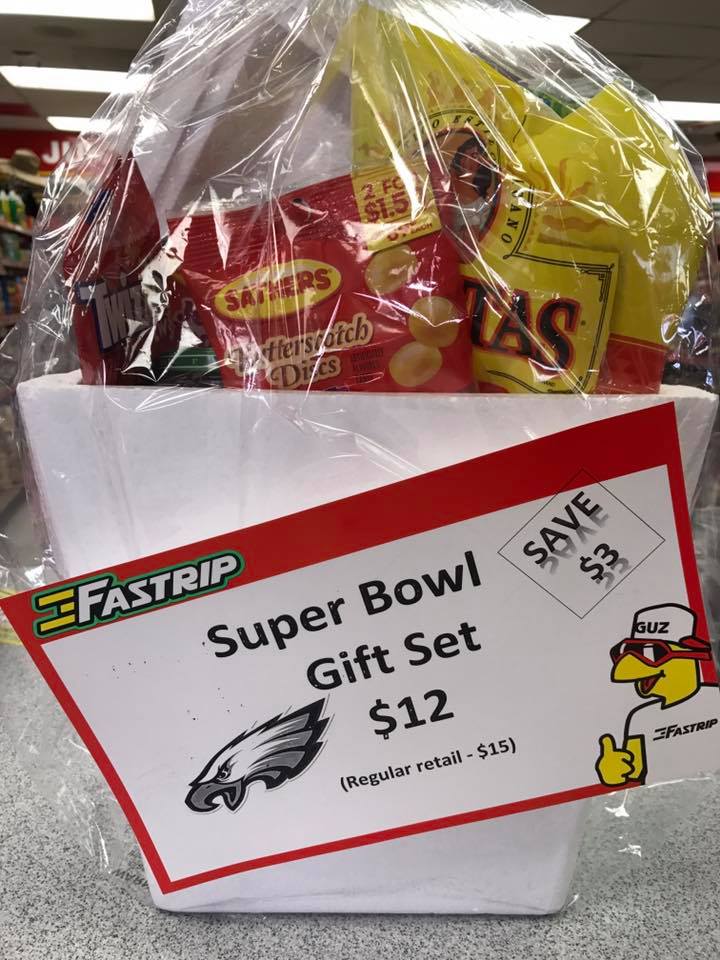 2 FOR
$1.5
SATHERS
Butterscotch
Discs
TAS
FASTRIP
SAVE
$3
Super Bowl
Gift Set
$12
(Regular retail - $15)
GUZ
FASTRIP